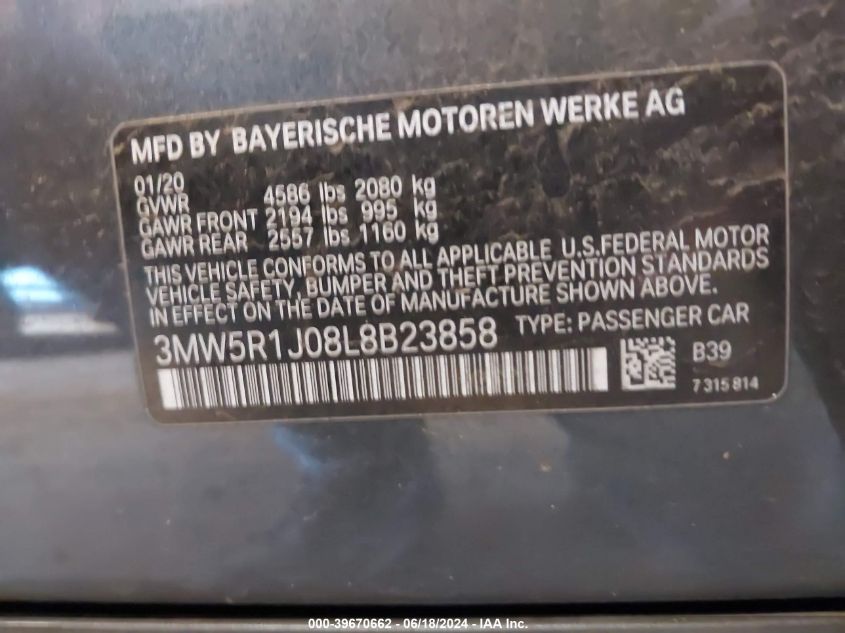 MFD BY BAYERISCHE MOTOREN WERKE AG
01/20
GVWR 4586 lbs 2080 kg
GAWR FRONT 2194 lbs 995 kg
GAWR REAR 2557 lbs 1160 kg
THIS VEHICLE CONFORMS TO ALL APPLICABLE U.S.FEDERAL MOTOR
VEHICLE SAFETY, BUMPER AND THEFT PREVENTION STANDARDS
IN EFFECT ON THE DATE OF MANUFACTURE SHOWN ABOVE.
3MW5R1J08L8B23858 TYPE: PASSENGER CAR
B39
7315814
000-39670662 - 06/18/2024 - IAA Inc.